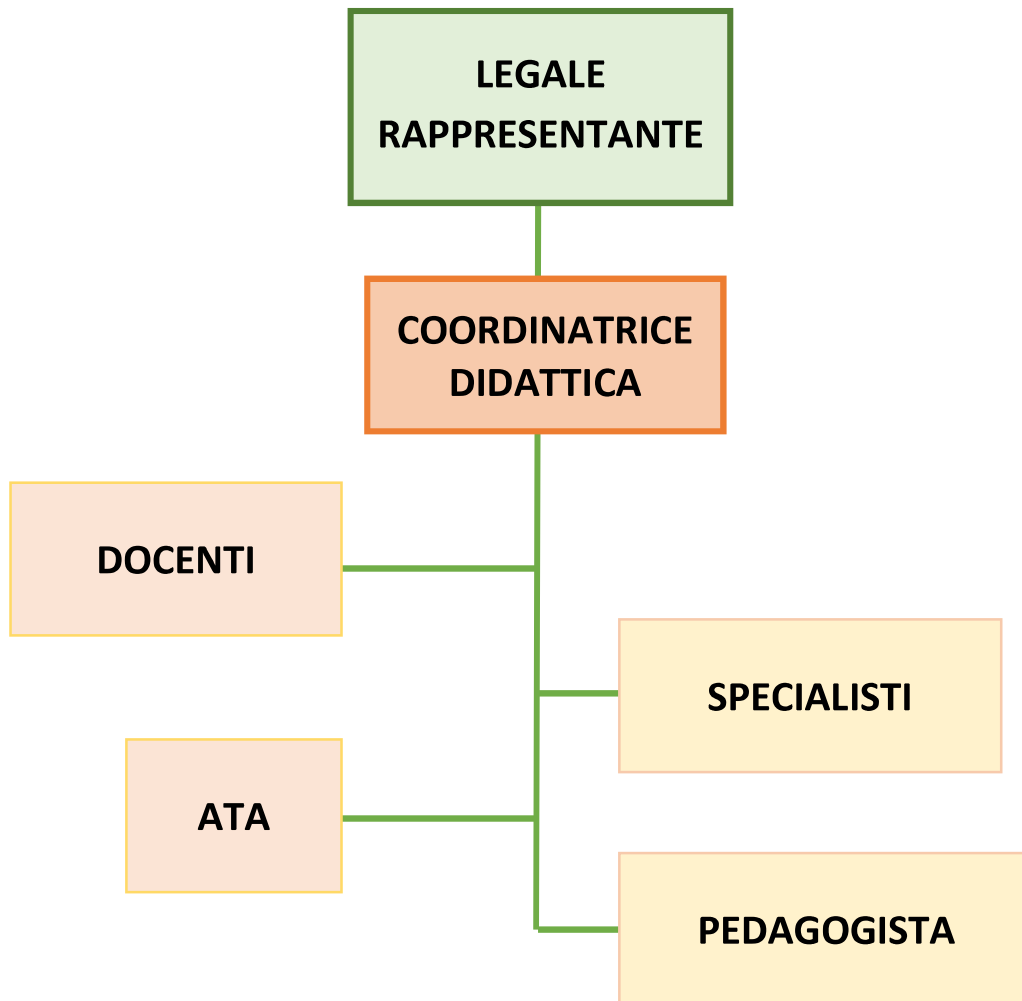 LEGALE
RAPPRESENTANTE
COORDINATRICE
DIDATTICA
DOCENTI
SPECIALISTI
ATA
PEDAGOGISTA